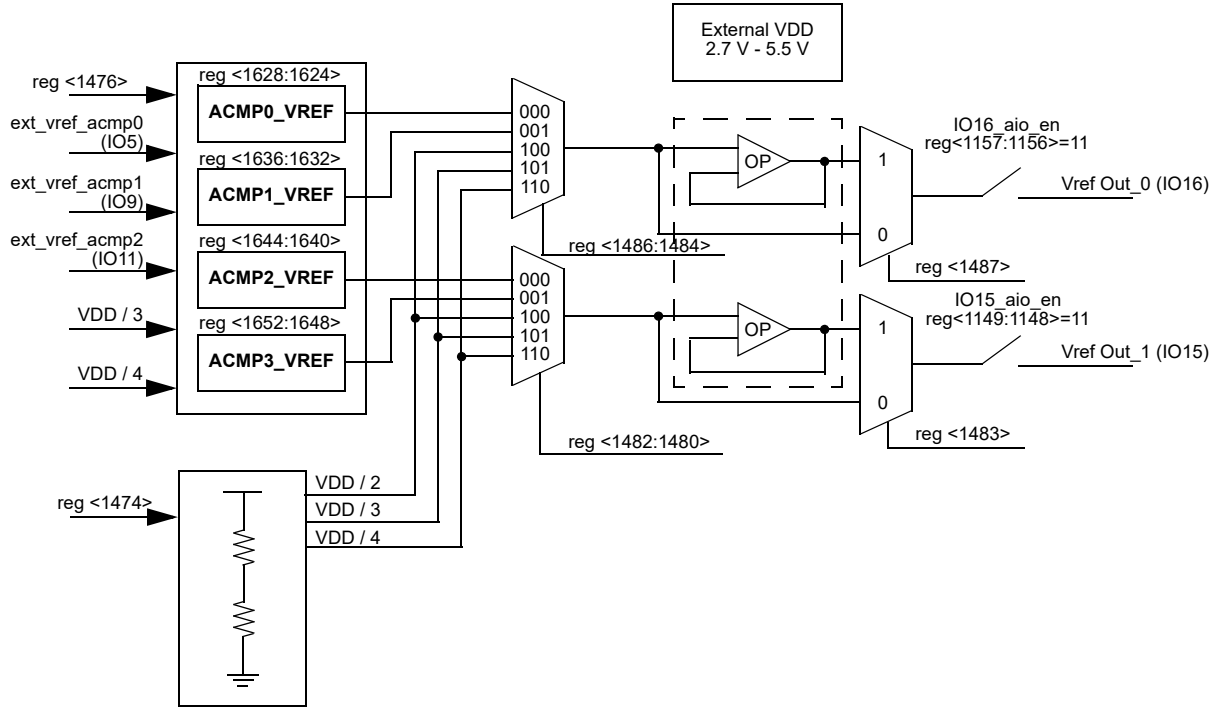 External VDD
2.7 V - 5.5 V
reg <1476>
ext_vref_acmp0
(IO5)
ext_vref_acmp1
(IO9)
ext_vref_acmp2
(IO11)
VDD / 3
VDD / 4
reg <1628:1624>
ACMP0_VREF
reg <1636:1632>
ACMP1_VREF
reg <1644:1640>
ACMP2_VREF
reg <1652:1648>
ACMP3_VREF
000
001
100
101
110
reg <1486:1484>
OP
1
0
reg <1487>
IO16_aio_en
reg<1157:1156>=11
Vref Out_0 (IO16)
000
001
100
101
110
reg <1482:1480>
OP
1
0
reg <1483>
IO15_aio_en
reg<1149:1148>=11
Vref Out_1 (IO15)
reg <1474>
VDD / 2
VDD / 3
VDD / 4